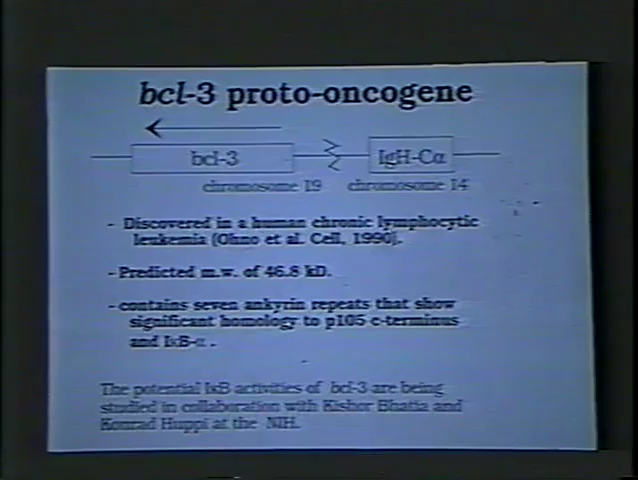 bcl-3 proto-oncogene
bcl-3
IgH-Cα
chromosome 19
chromosome 14
- Discovered in a human chronic lymphocytic
leukemia (Ohno et al. Cell, 1990).
- Predicted m.w. of 46.8 kD.
- contains seven ankyrin repeats that show
significant homology to p105 c-terminus
and IκB-α .
The potential IκB activities of bcl-3 are being
studied in collaboration with Kishor Bhatia and
Konrad Huppi at the NIH.